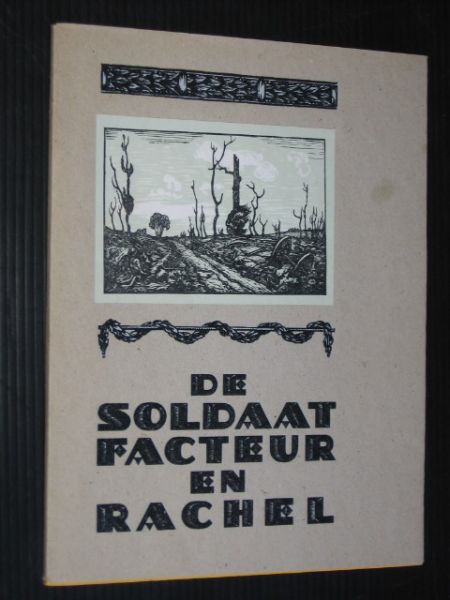 DE
SOLDAAT
FACTEUR
EN
RACHEL